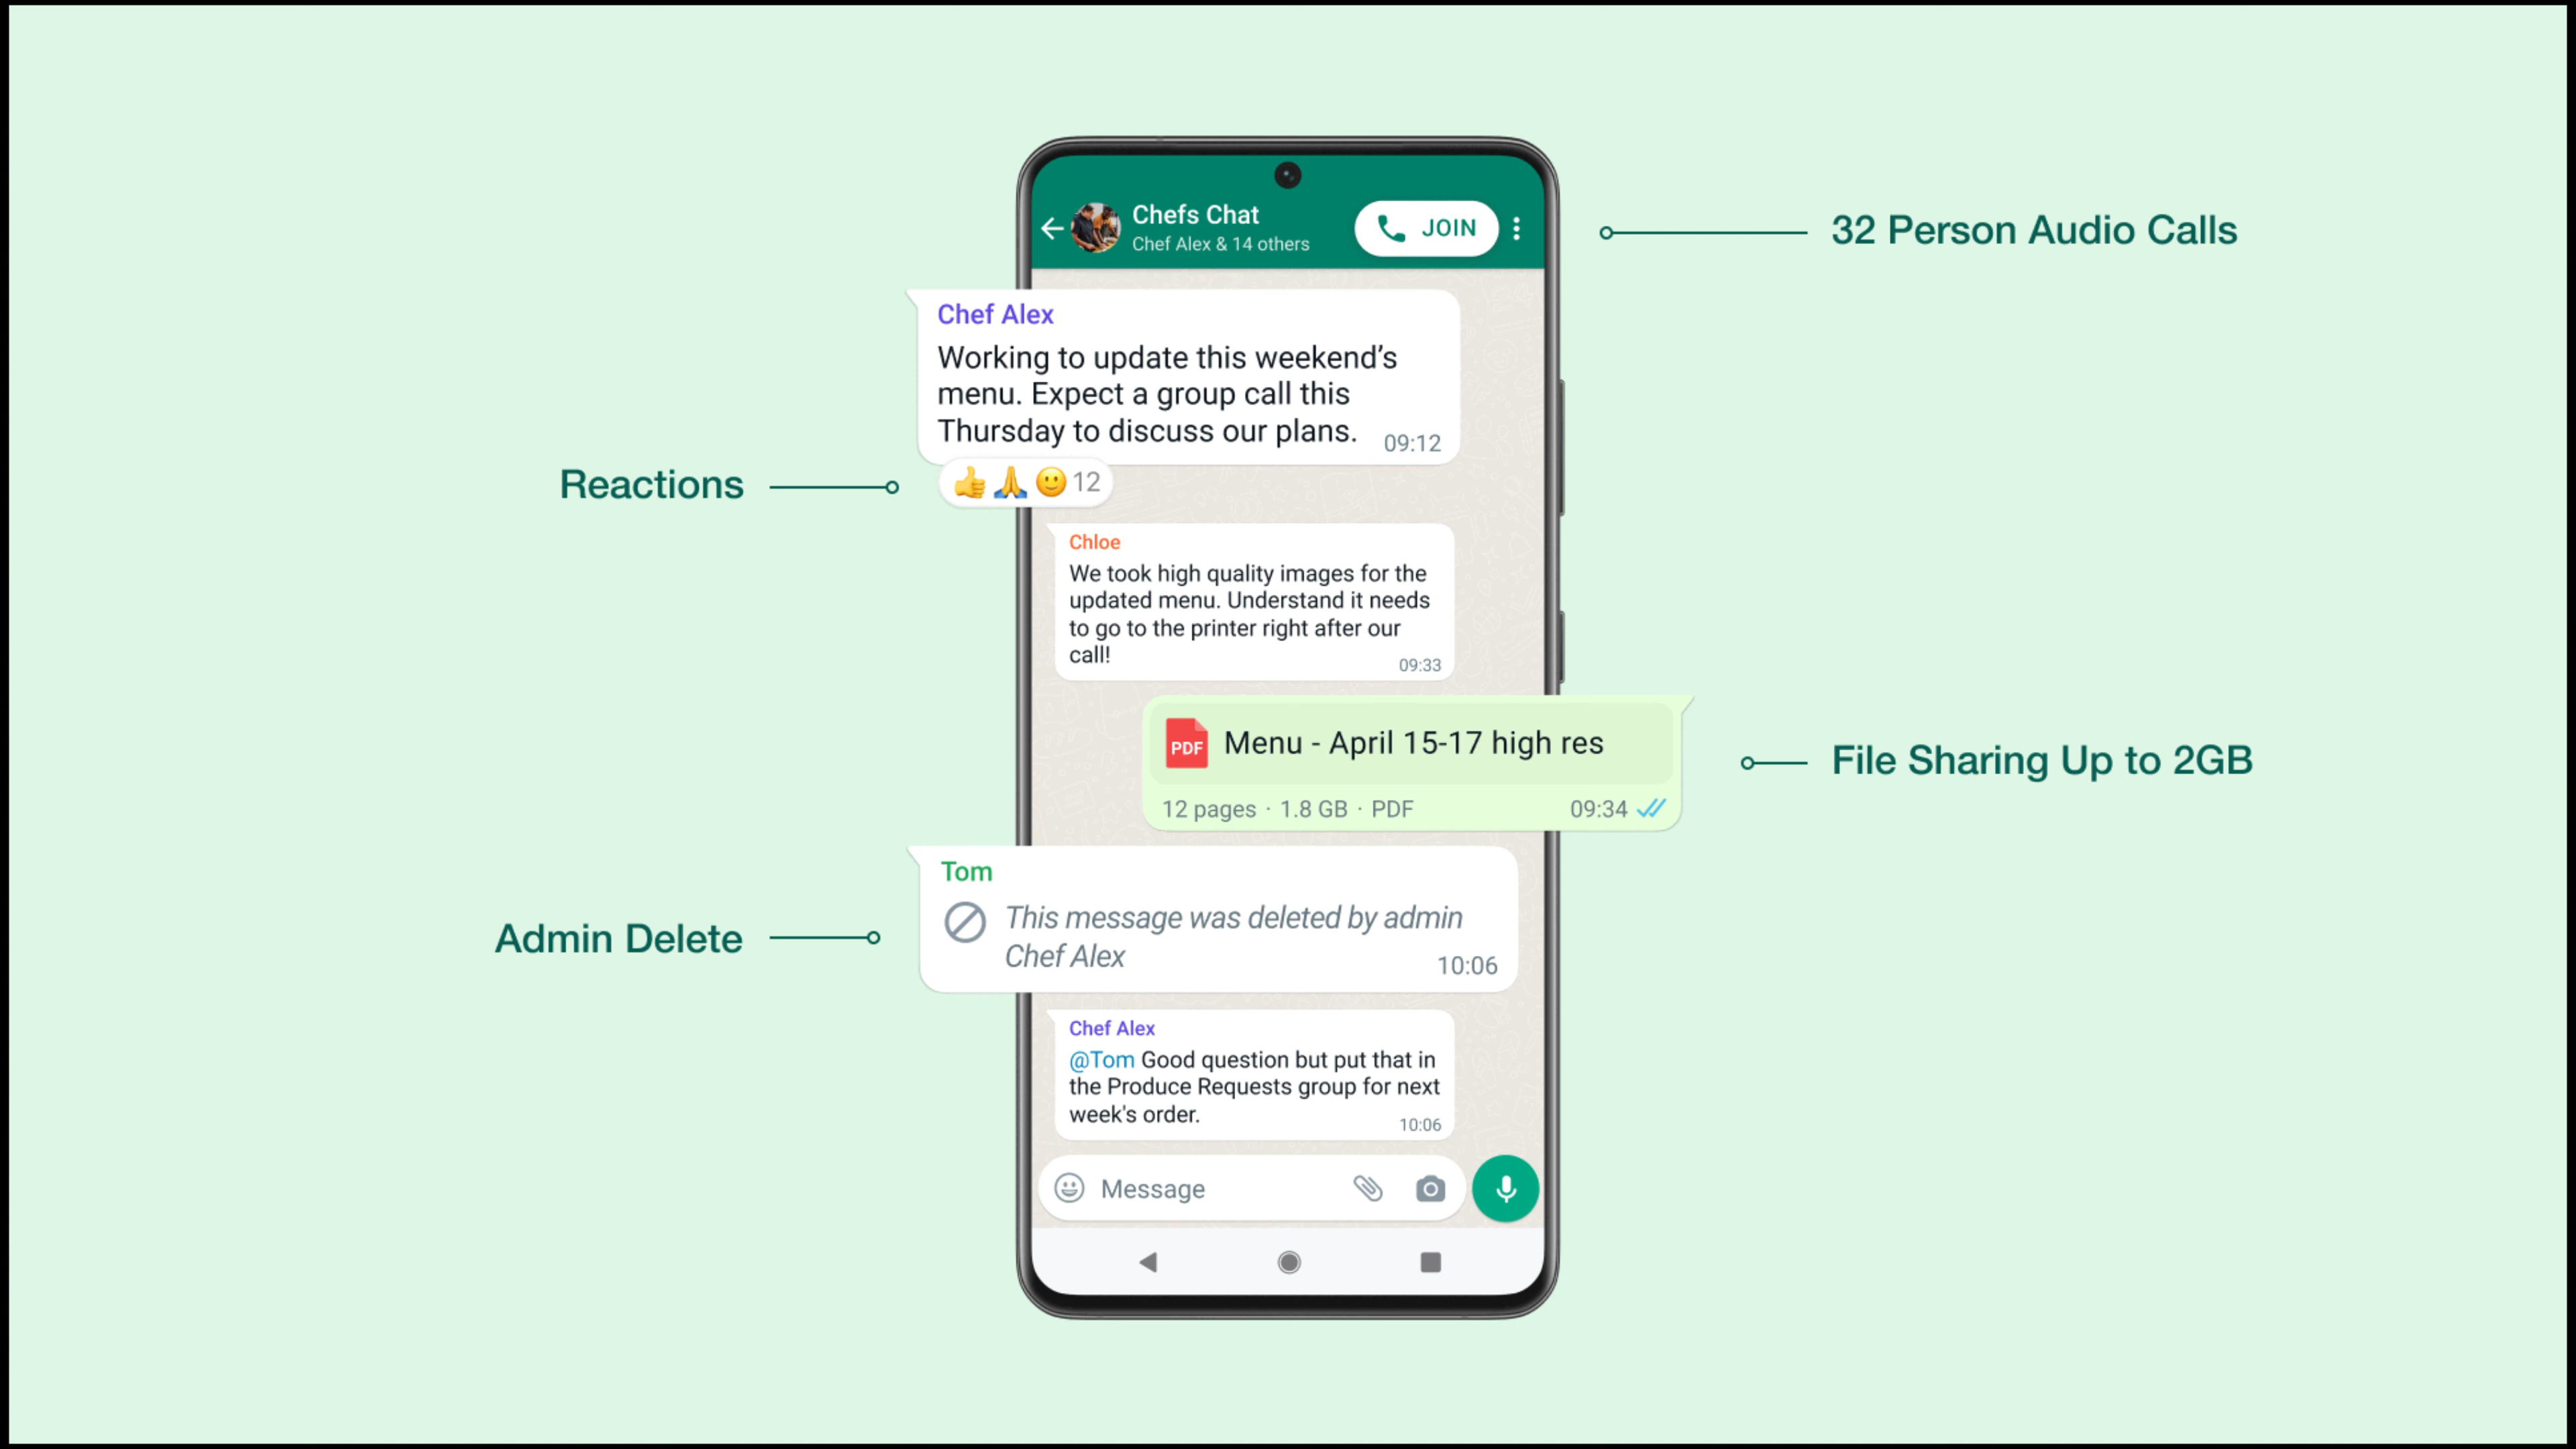 Chefs Chat
Chef Alex & 14 others
JOIN
32 Person Audio Calls
Chef Alex
Working to update this weekend’s
menu. Expect a group call this
Thursday to discuss our plans.
09:12
Reactions
👍🙏🙂 12
Chloe
We took high quality images for the
updated menu. Understand it needs
to go to the printer right after our
call!
09:33
PDF
Menu - April 15-17 high res
12 pages · 1.8 GB · PDF
09:34
File Sharing Up to 2GB
Tom
This message was deleted by admin
Chef Alex
10:06
Admin Delete
Chef Alex
@Tom Good question but put that in
the Produce Requests group for next
week's order.
10:06
Message